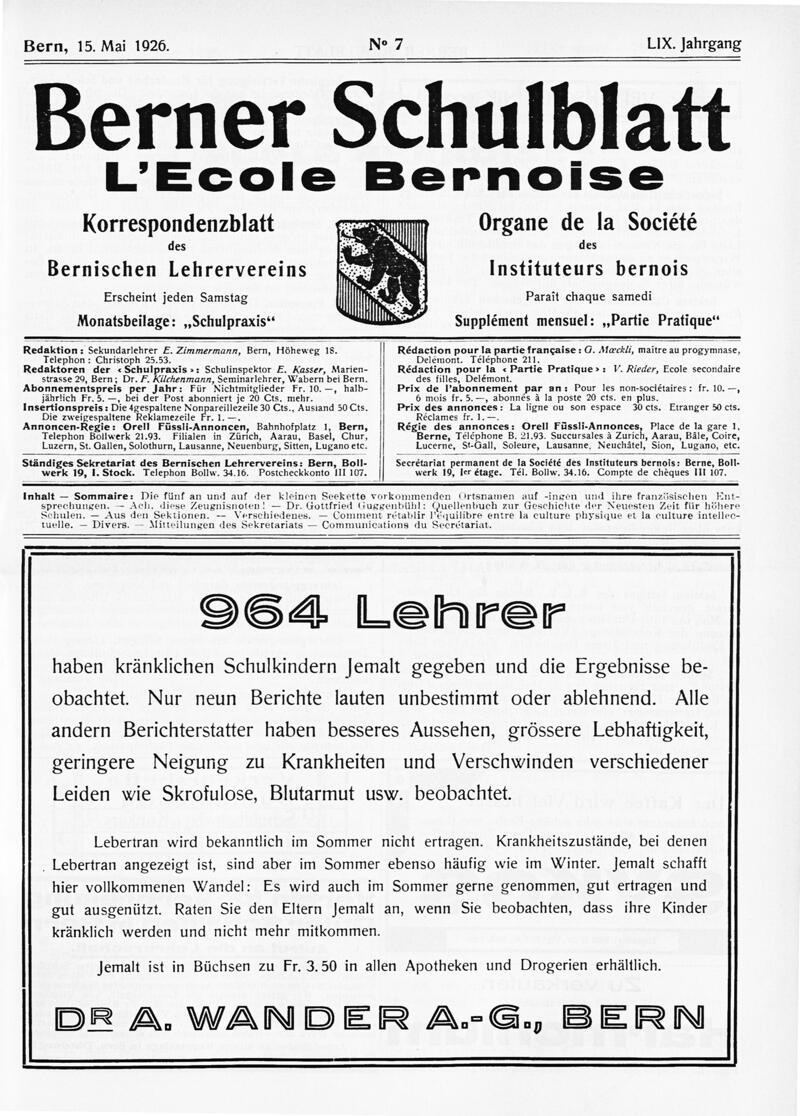 Bern, 15. Mai 1926.
Nº 7
LIX. Jahrgang
Berner Schulblatt
L'Ecole Bernoise
Korrespondenzblatt
des
Bernischen Lehrervereins
Erscheint jeden Samstag
Monatsbeilage: „Schulpraxis“
Organe de la Société
des
Instituteurs bernois
Paraît chaque samedi
Supplément mensuel: „Partie Pratique“
Redaktion: Sekundarlehrer E. Zimmermann, Bern, Höheweg 18.
Telephon: Christoph 25.53.
Redaktoren der «Schulpraxis»: Schulinspektor E. Kasser, Marien-
strasse 29, Bern; Dr. F. Kilchenmann, Seminarlehrer, Wabern bei Bern.
Abonnementspreis per Jahr: Für Nichtmitglieder Fr. 10. —, halb-
jährlich Fr. 5. —, bei der Post abonniert je 20 Cts. mehr.
Insertionspreis: Die 4gespaltene Nonpareillezeile 30 Cts., Ausland 50 Cts.
Die zweigespaltene Reklamezeile Fr. 1. —.
Annoncen-Regie: Orell Füssli-Annoncen, Bahnhofplatz 1, Bern,
Telephon Bollwerk 21.93. Filialen in Zürich, Aarau, Basel, Chur,
Luzern, St. Gallen, Solothurn, Lausanne, Neuenburg, Sitten, Lugano etc.
Ständiges Sekretariat des Bernischen Lehrervereins: Bern, Boll-
werk 19, I. Stock. Telephon Bollw. 34.16. Postcheckkonto III 107.
Rédaction pour la partie française: G. Mœckli, maître au progymnase,
Delémont. Téléphone 211.
Rédaction pour la «Partie Pratique»: V. Rieder, Ecole secondaire
des filles, Delémont.
Prix de l'abonnement par an: Pour les non-sociétaires: fr. 10. —,
6 mois fr. 5. —, abonnés à la poste 20 cts. en plus.
Prix des annonces: La ligne ou son espace 30 cts. Etranger 50 cts.
Réclames fr. 1. —.
Régie des annonces: Orell Füssli-Annonces, Place de la gare 1,
Berne, Téléphone B. 21.93. Succursales à Zurich, Aarau, Bâle, Coire,
Lucerne, St-Gall, Soleure, Lausanne, Neuchâtel, Sion, Lugano, etc.
Secrétariat permanent de la Société des Instituteurs bernois: Berne, Boll-
werk 19, 1er étage. Tél. Bollw. 34.16. Compte de chèques III 107.
Inhalt — Sommaire: Die fünf an und auf der kleinen Seekette vorkommenden Ortsnamen auf -ingen und ihre französischen Ent-
sprechungen. — Ach, diese Zeugnisnoten! — Dr. Gottfried Guggenbühl: Quellenbuch zur Geschichte der Neuesten Zeit für höhere
Schulen. — Aus den Sektionen. — Verschiedenes. — Comment rétablir l'équilibre entre la culture physique et la culture intellec-
tuelle. — Divers. — Mitteilungen des Sekretariats — Communications du Secrétariat.
964 Lehrer
haben kränklichen Schulkindern Jemalt gegeben und die Ergebnisse be-
obachtet. Nur neun Berichte lauten unbestimmt oder ablehnend. Alle
andern Berichterstatter haben besseres Aussehen, grössere Lebhaftigkeit,
geringere Neigung zu Krankheiten und Verschwinden verschiedener
Leiden wie Skrofulose, Blutarmut usw. beobachtet.
Lebertran wird bekanntlich im Sommer nicht ertragen. Krankheitszustände, bei denen
Lebertran angezeigt ist, sind aber im Sommer ebenso häufig wie im Winter. Jemalt schafft
hier vollkommenen Wandel: Es wird auch im Sommer gerne genommen, gut ertragen und
gut ausgenützt. Raten Sie den Eltern Jemalt an, wenn Sie beobachten, dass ihre Kinder
kränklich werden und nicht mehr mitkommen.
Jemalt ist in Büchsen zu Fr. 3.50 in allen Apotheken und Drogerien erhältlich.
DR A. WANDER A.-G., BERN